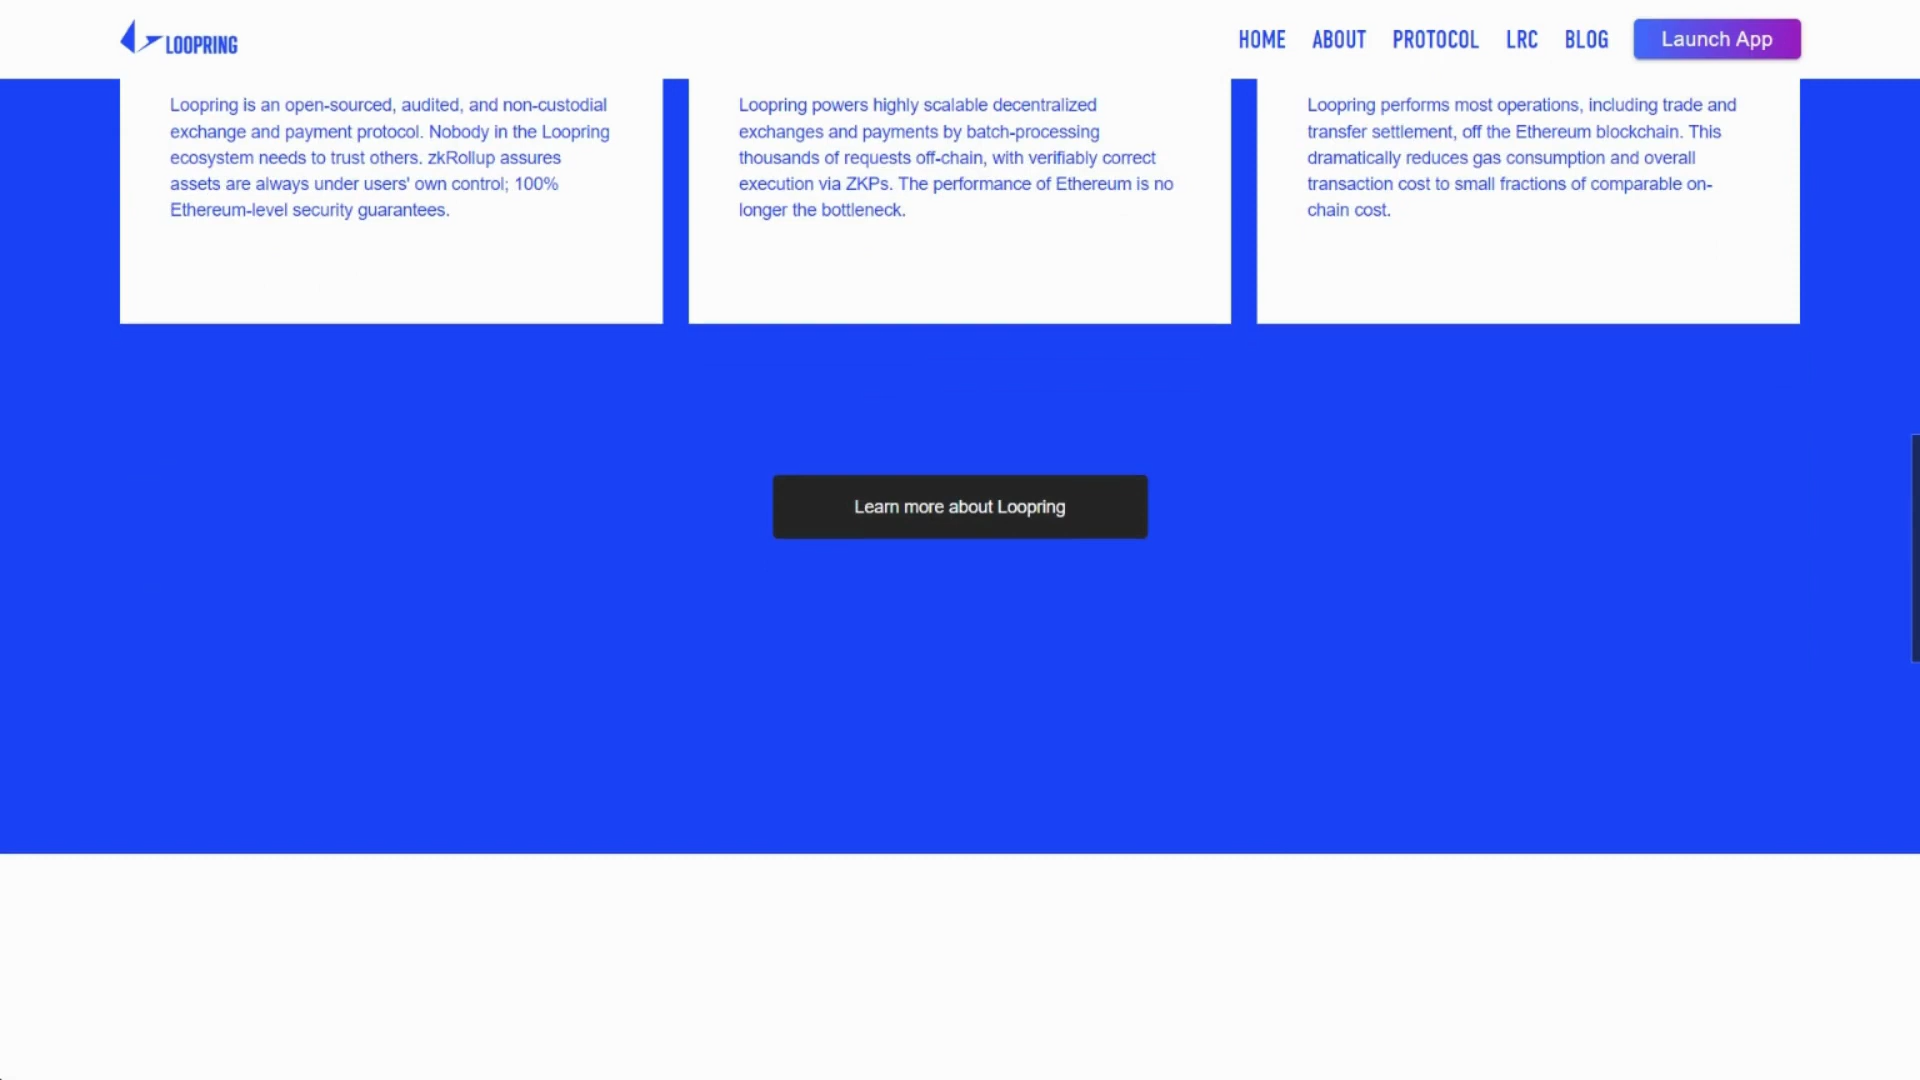 LOOPRING
HOME ABOUT PROTOCOL LRC BLOG Launch App
Loopring is an open-sourced, audited, and non-custodial
exchange and payment protocol. Nobody in the Loopring
ecosystem needs to trust others. zkRollup assures
assets are always under users' own control; 100%
Ethereum-level security guarantees.
Loopring powers highly scalable decentralized
exchanges and payments by batch-processing
thousands of requests off-chain, with verifiably correct
execution via ZKPs. The performance of Ethereum is no
longer the bottleneck.
Loopring performs most operations, including trade and
transfer settlement, off the Ethereum blockchain. This
dramatically reduces gas consumption and overall
transaction cost to small fractions of comparable on-
chain cost.
Learn more about Loopring